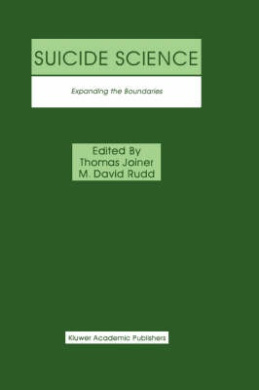 SUICIDE SCIENCE
Expanding the Boundaries
Edited By
Thomas Joiner
M. David Rudd
Kluwer Academic Publishers